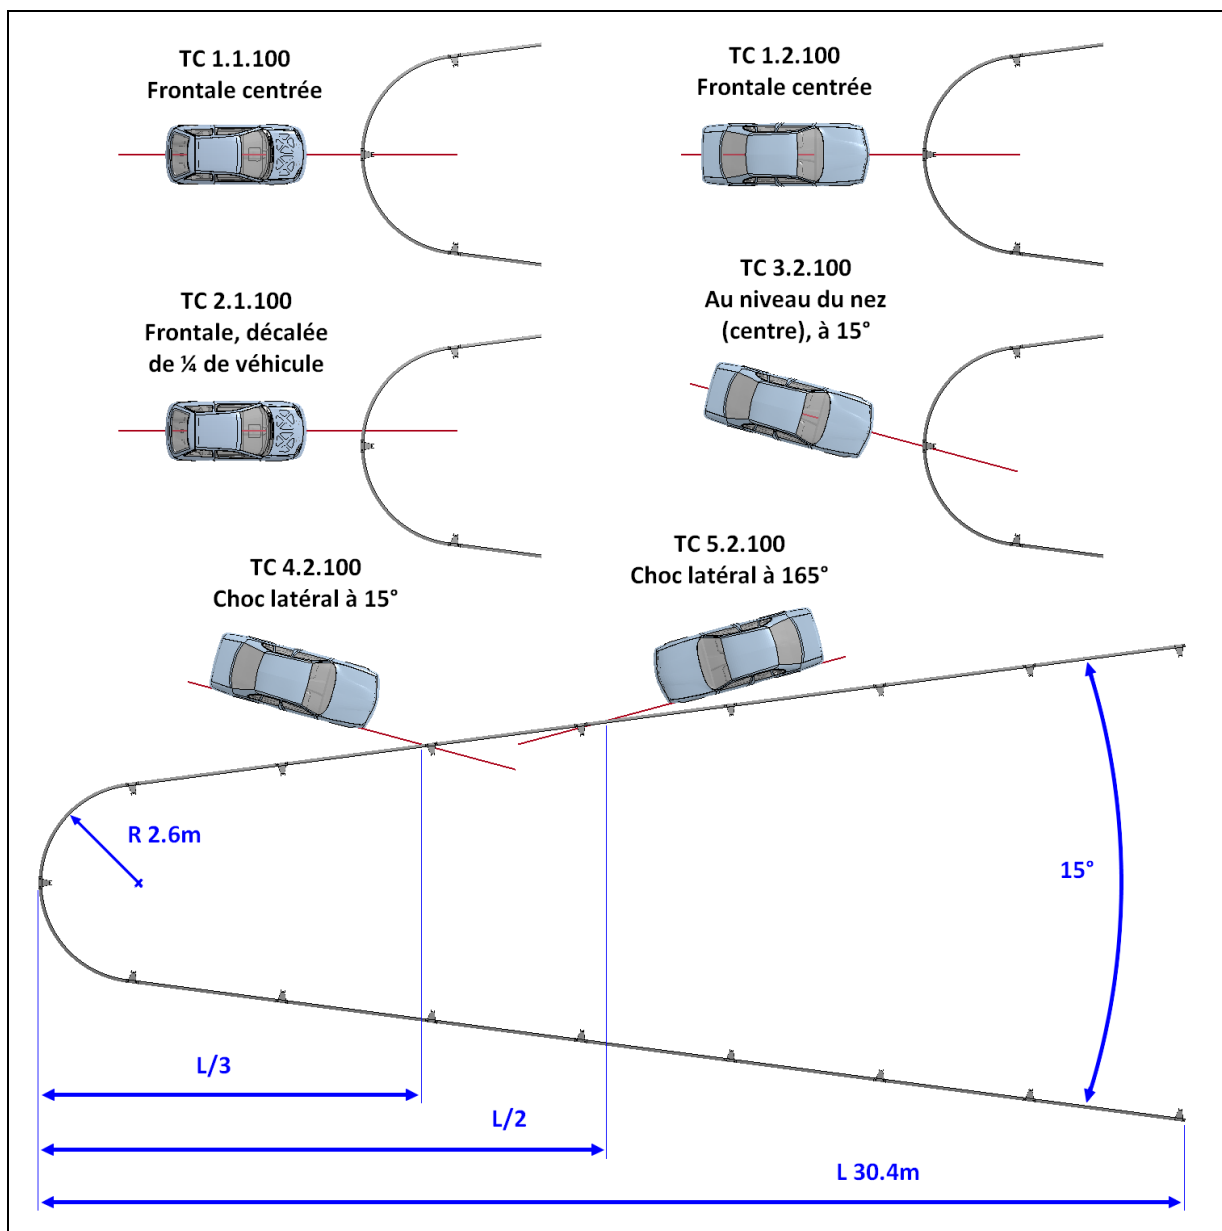 TC 1.1.100
Frontale centrée
TC 1.2.100
Frontale centrée
TC 2.1.100
Frontale, décalée
de ¼ de véhicule
TC 3.2.100
Au niveau du nez
(centre), à 15°
TC 4.2.100
Choc latéral à 15°
TC 5.2.100
Choc latéral à 165°
R 2.6m
15°
L/3
L/2
L 30.4m